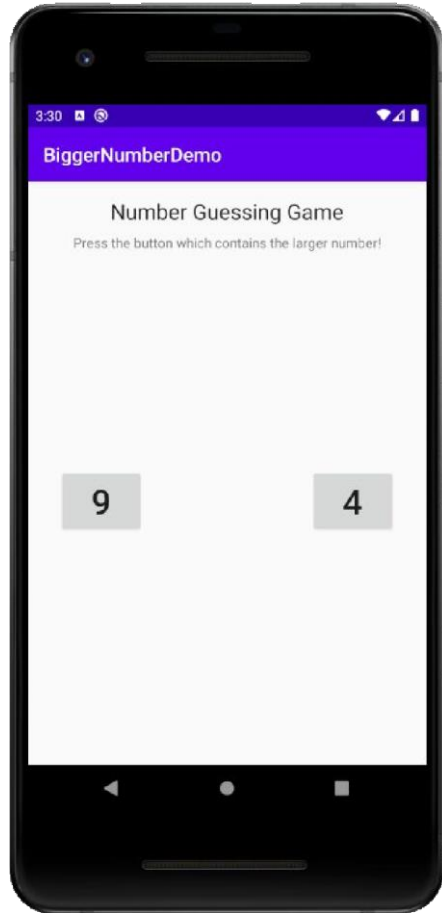 3:30
BiggerNumberDemo
Number Guessing Game
Press the button which contains the larger number!
9 4